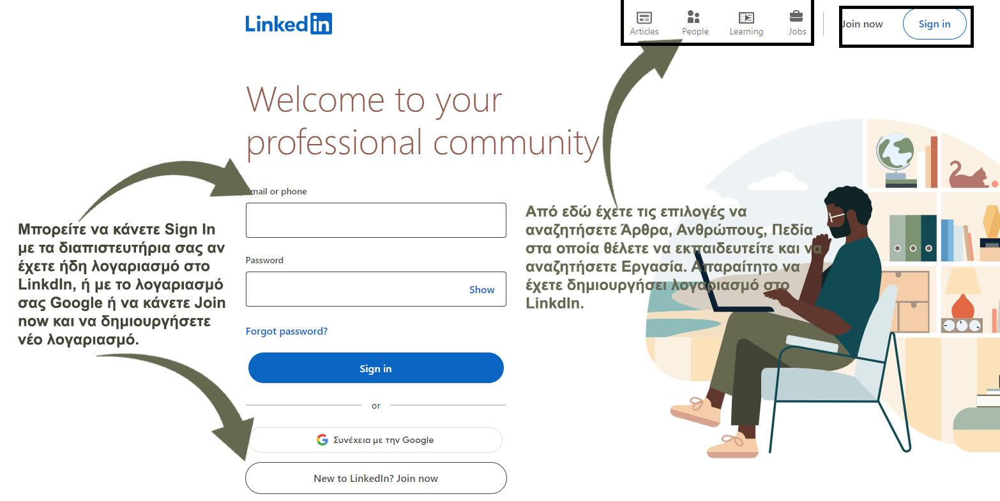 Linked in
Articles
People
Learning
Jobs
Join now
Sign in
Welcome to your
professional community
Email or phone
Password
Show
Forgot password?
Sign in
or
Συνέχεια με την Google
New to LinkedIn? Join now
Μπορείτε να κάνετε Sign In
με τα διαπιστευτήρια σας αν
έχετε ήδη λογαριασμό στο
LinkdIn, ή με το λογαριασμό
σας Google ή να κάνετε Join
now και να δημιουργήσετε
νέο λογαριασμό.
Από εδώ έχετε τις επιλογές να
αναζητήσετε Άρθρα, Ανθρώπους, Πεδία
στα οποία θέλετε να εκπαιδευτείτε και να
αναζητήσετε Εργασία. Απαραίτητο να
έχετε δημιουργήσει λογαριασμό στο
LinkdIn.